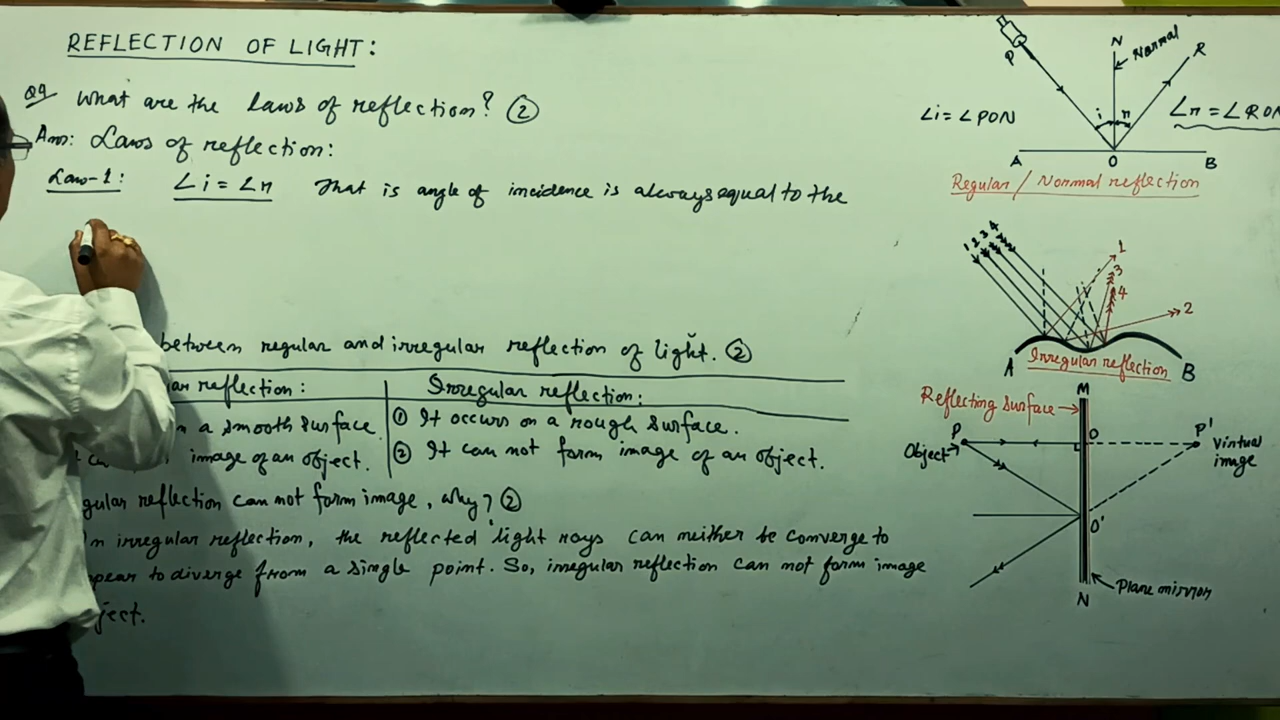 REFLECTION OF LIGHT:
Q9 What are the Laws of reflection? ②
Ans: Laws of reflection:
Law-1: ∠i = ∠r That is angle of incidence is always equal to the
between regular and irregular reflection of light. ②
reflection: Irregular reflection:
a smooth surface. ① It occurs on a rough surface.
image of an object. ② It can not form image of an object.
reflection can not form image, why? ②
In irregular reflection, the reflected light rays can neither be converge to
to diverge from a single point. So, irregular reflection can not form image
P N Normal R
∠i = ∠PON i r ∠r = ∠RON
A O B
Regular / Normal reflection
1 2 3 4 1
3
4
2
A Irregular reflection B
M
Reflecting surface
P O P' Virtual
Object image
O'
Plane mirror
N